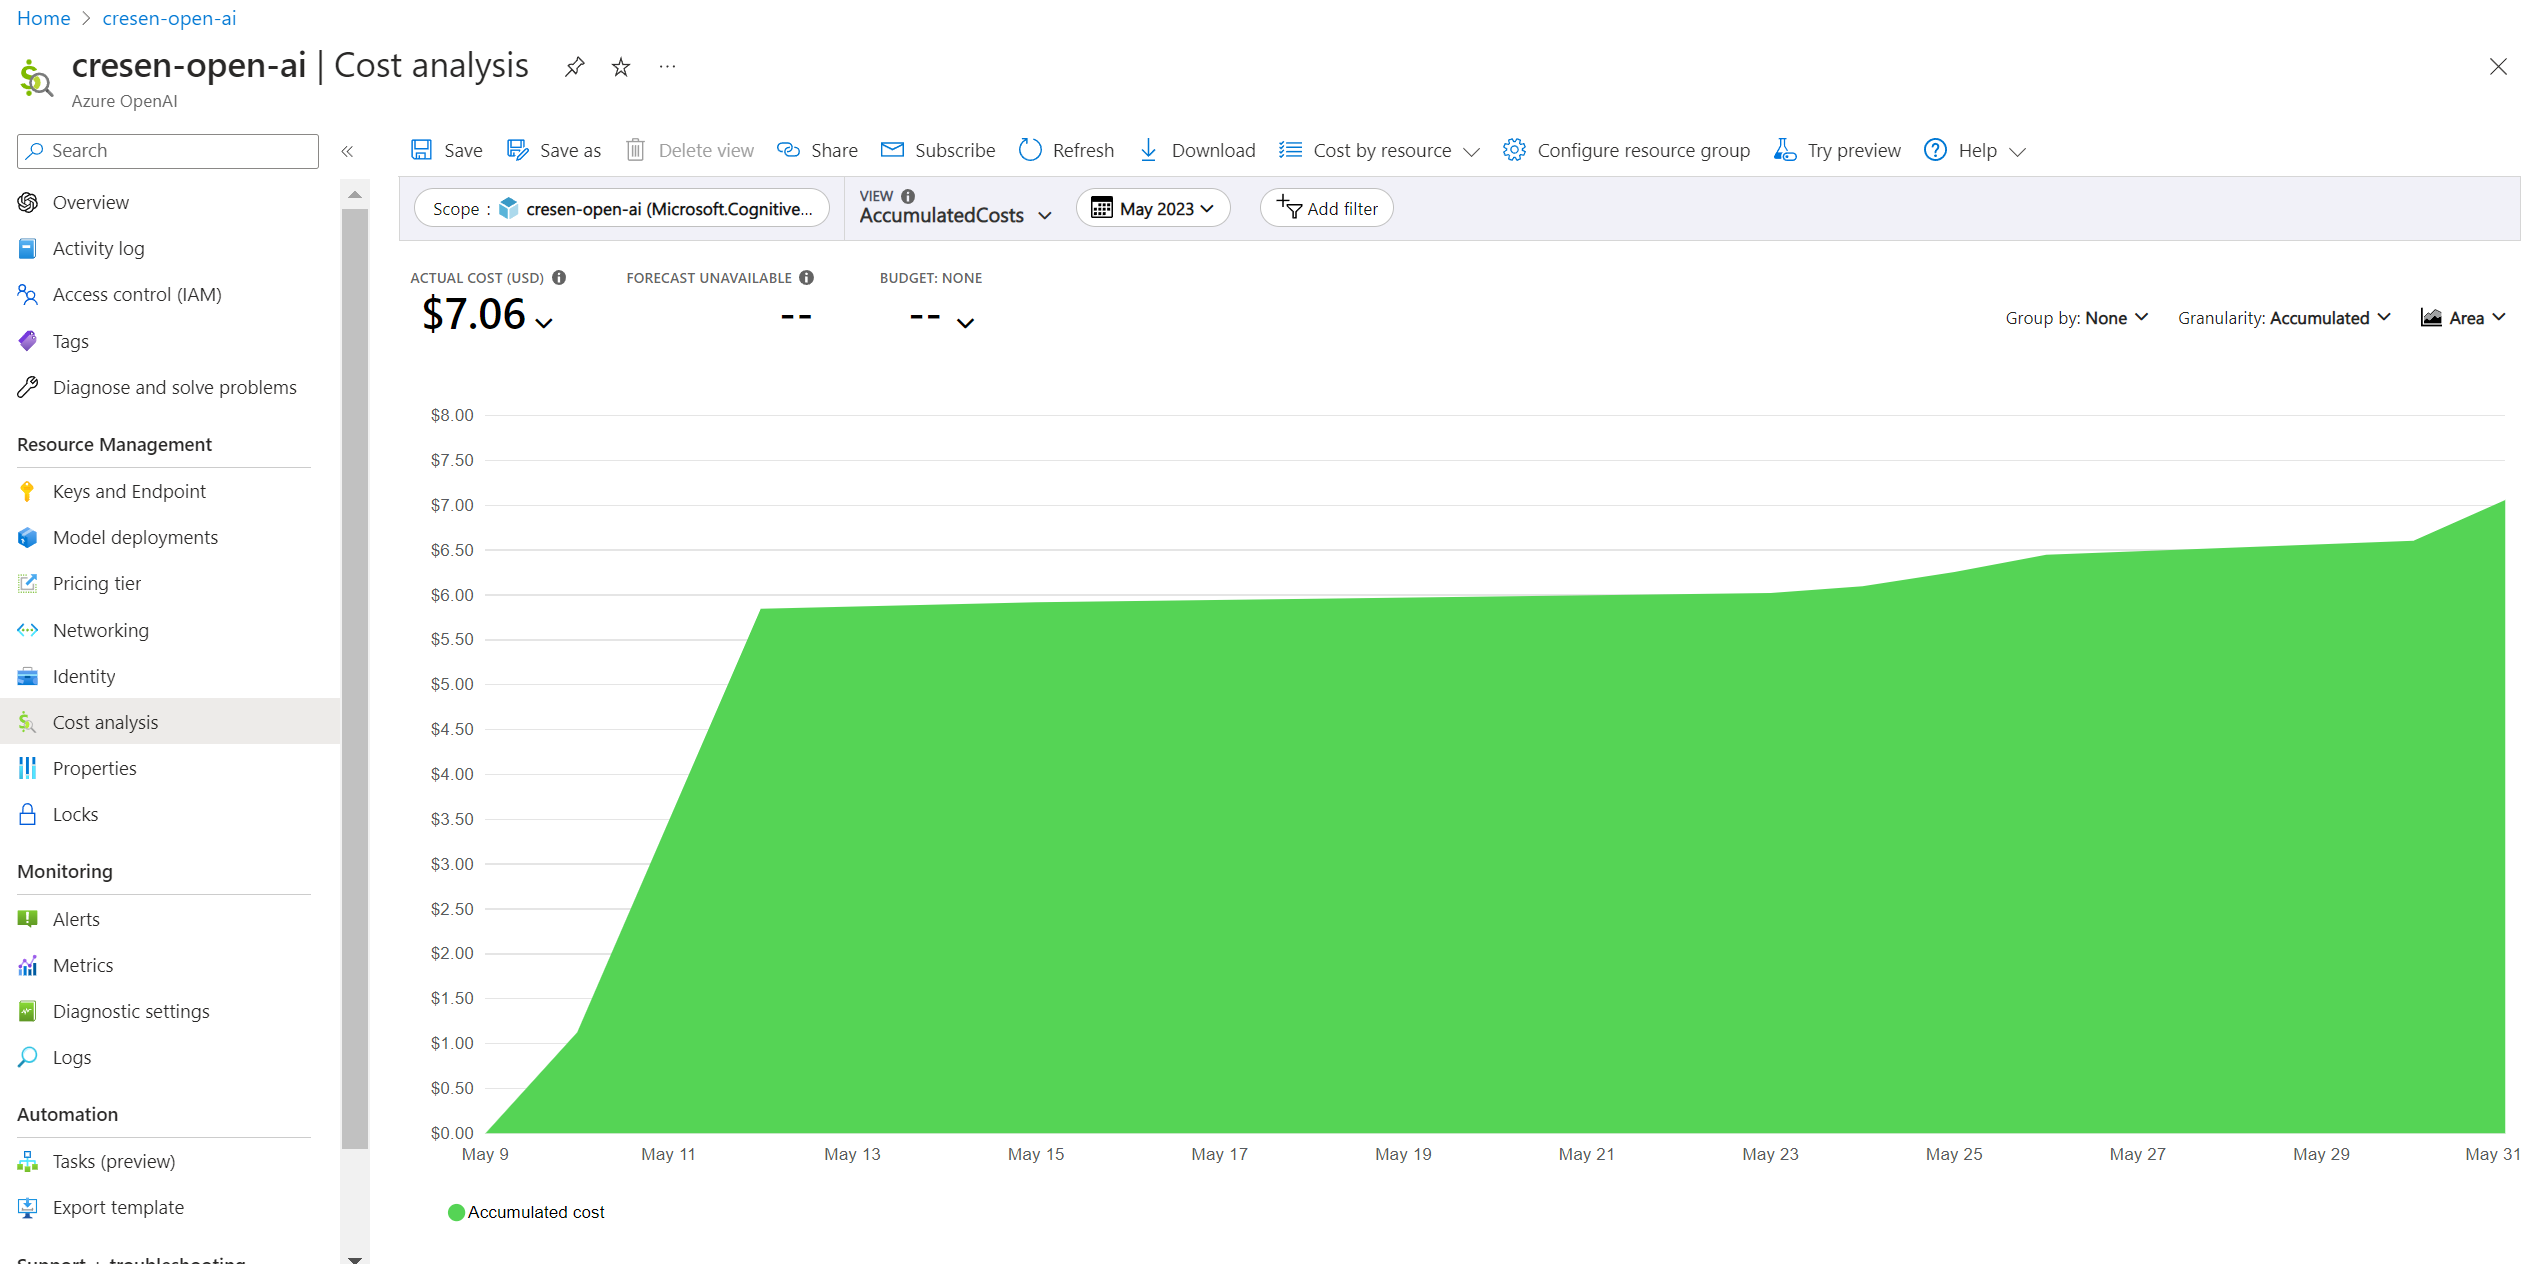 Home > cresen-open-ai
cresen-open-ai | Cost analysis
Azure OpenAI
Search
Overview
Activity log
Access control (IAM)
Tags
Diagnose and solve problems
Resource Management
Keys and Endpoint
Model deployments
Pricing tier
Networking
Identity
Cost analysis
Properties
Locks
Monitoring
Alerts
Metrics
Diagnostic settings
Logs
Automation
Tasks (preview)
Export template
Support + troubleshooting
Save Save as Delete view Share Subscribe Refresh Download Cost by resource Configure resource group Try preview Help
Scope : cresen-open-ai (Microsoft.Cognitive...
VIEW
AccumulatedCosts
May 2023
Add filter
ACTUAL COST (USD)
$7.06
FORECAST UNAVAILABLE
--
BUDGET: NONE
--
Group by: None
Granularity: Accumulated
Area
$8.00
$7.50
$7.00
$6.50
$6.00
$5.50
$5.00
$4.50
$4.00
$3.50
$3.00
$2.50
$2.00
$1.50
$1.00
$0.50
$0.00
May 9 May 11 May 13 May 15 May 17 May 19 May 21 May 23 May 25 May 27 May 29 May 31
Accumulated cost